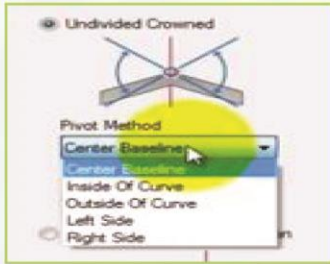 Undivided Crowned
Pivot Method
Center Baseline
Center Baseline
Inside Of Curve
Outside Of Curve
Left Side
Right Side